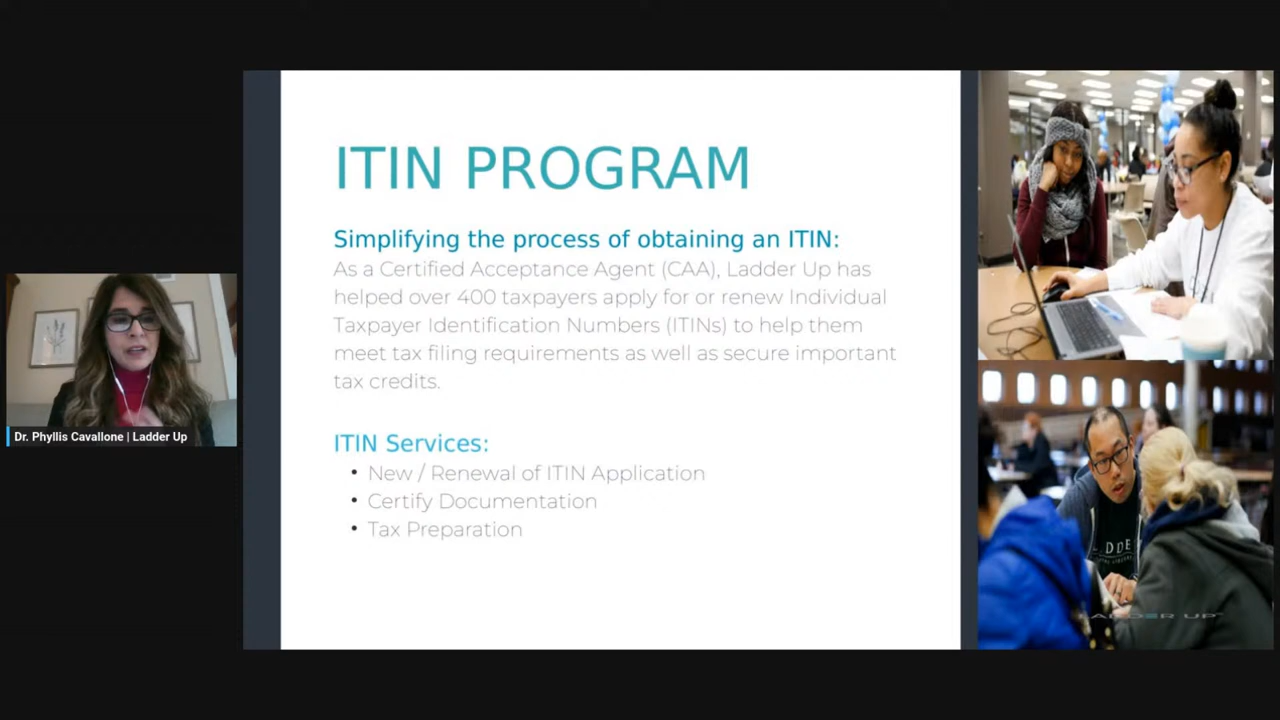 ITIN PROGRAM
Simplifying the process of obtaining an ITIN:
As a Certified Acceptance Agent (CAA), Ladder Up has
helped over 400 taxpayers apply for or renew Individual
Taxpayer Identification Numbers (ITINs) to help them
meet tax filing requirements as well as secure important
tax credits.
ITIN Services:
• New / Renewal of ITIN Application
• Certify Documentation
• Tax Preparation
Dr. Phyllis Cavallone | Ladder Up
LADDER UP